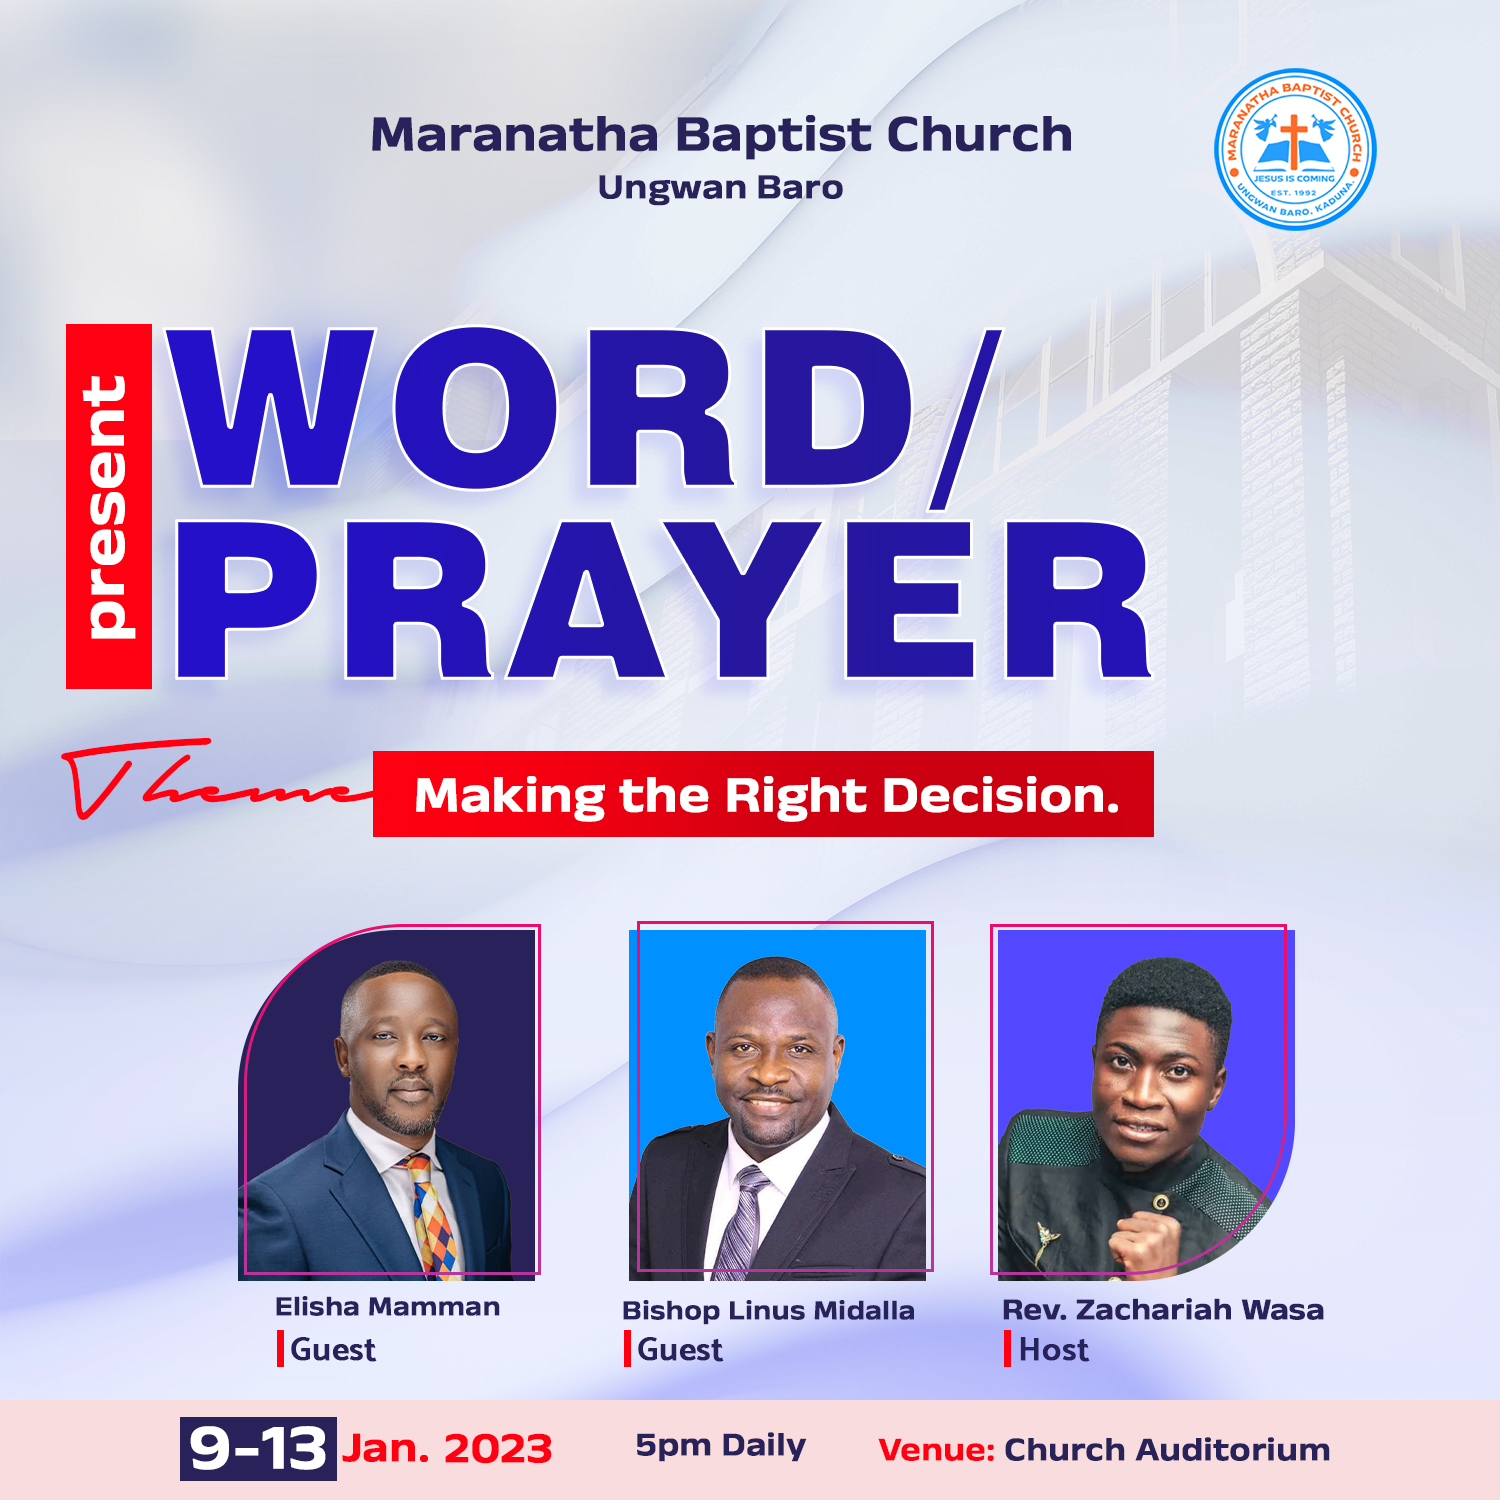 Maranatha Baptist Church
Ungwan Baro
MARANATHA BAPTIST CHURCH
JESUS IS COMING
EST. 1992
UNGWAN BARO, KADUNA.
present
WORD/
PRAYER
Theme
Making the Right Decision.
Elisha Mamman
Guest
Bishop Linus Midalla
Guest
Rev. Zachariah Wasa
Host
9-13 Jan. 2023
5pm Daily
Venue: Church Auditorium